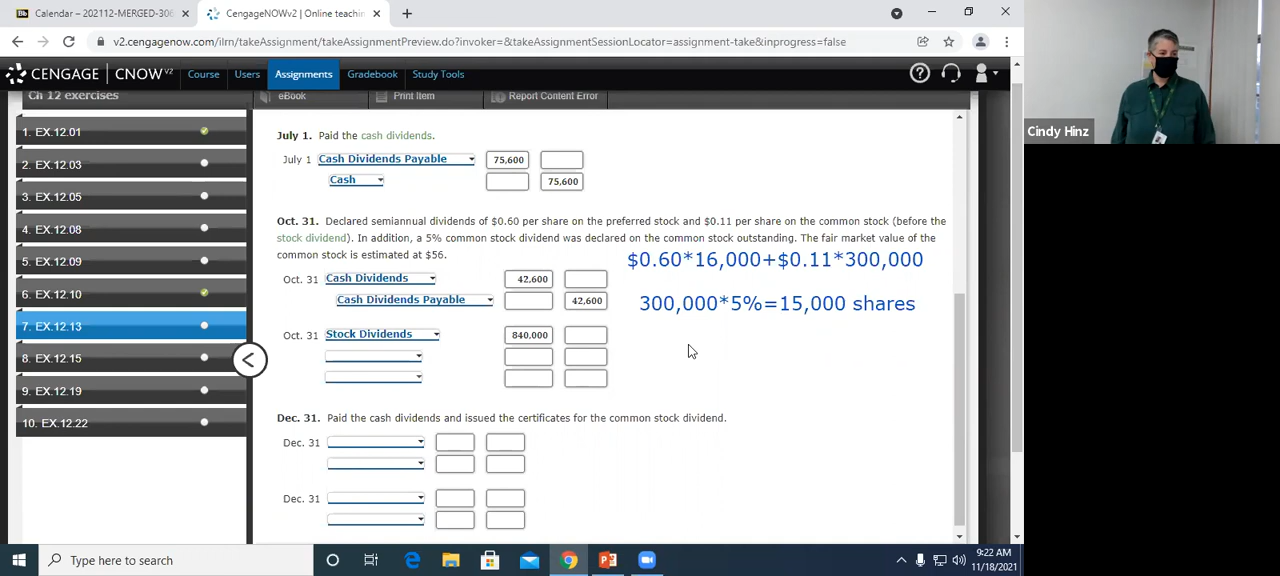 Calendar – 202112-MERGED-306
CengageNOWv2 | Online teachin
v2.cengagenow.com/ilrn/takeAssignment/takeAssignmentPreview.do?invoker=&takeAssignmentSessionLocator=assignment-take&inprogress=false
CENGAGE | CNOWv2 Course Users Assignments Gradebook Study Tools
Ch 12 exercises eBook Print Item Report Content Error
Cindy Hinz
1. EX.12.01
2. EX.12.03
3. EX.12.05
4. EX.12.08
5. EX.12.09
6. EX.12.10
7. EX.12.13
8. EX.12.15
9. EX.12.19
10. EX.12.22
July 1. Paid the cash dividends.
July 1 Cash Dividends Payable 75,600
Cash 75,600
Oct. 31. Declared semiannual dividends of $0.60 per share on the preferred stock and $0.11 per share on the common stock (before the
stock dividend). In addition, a 5% common stock dividend was declared on the common stock outstanding. The fair market value of the
common stock is estimated at $56.
$0.60*16,000+$0.11*300,000
Oct. 31 Cash Dividends 42,600
Cash Dividends Payable 42,600
300,000*5%=15,000 shares
Oct. 31 Stock Dividends 840,000
Dec. 31. Paid the cash dividends and issued the certificates for the common stock dividend.
Dec. 31
Dec. 31
Type here to search
9:22 AM
11/18/2021